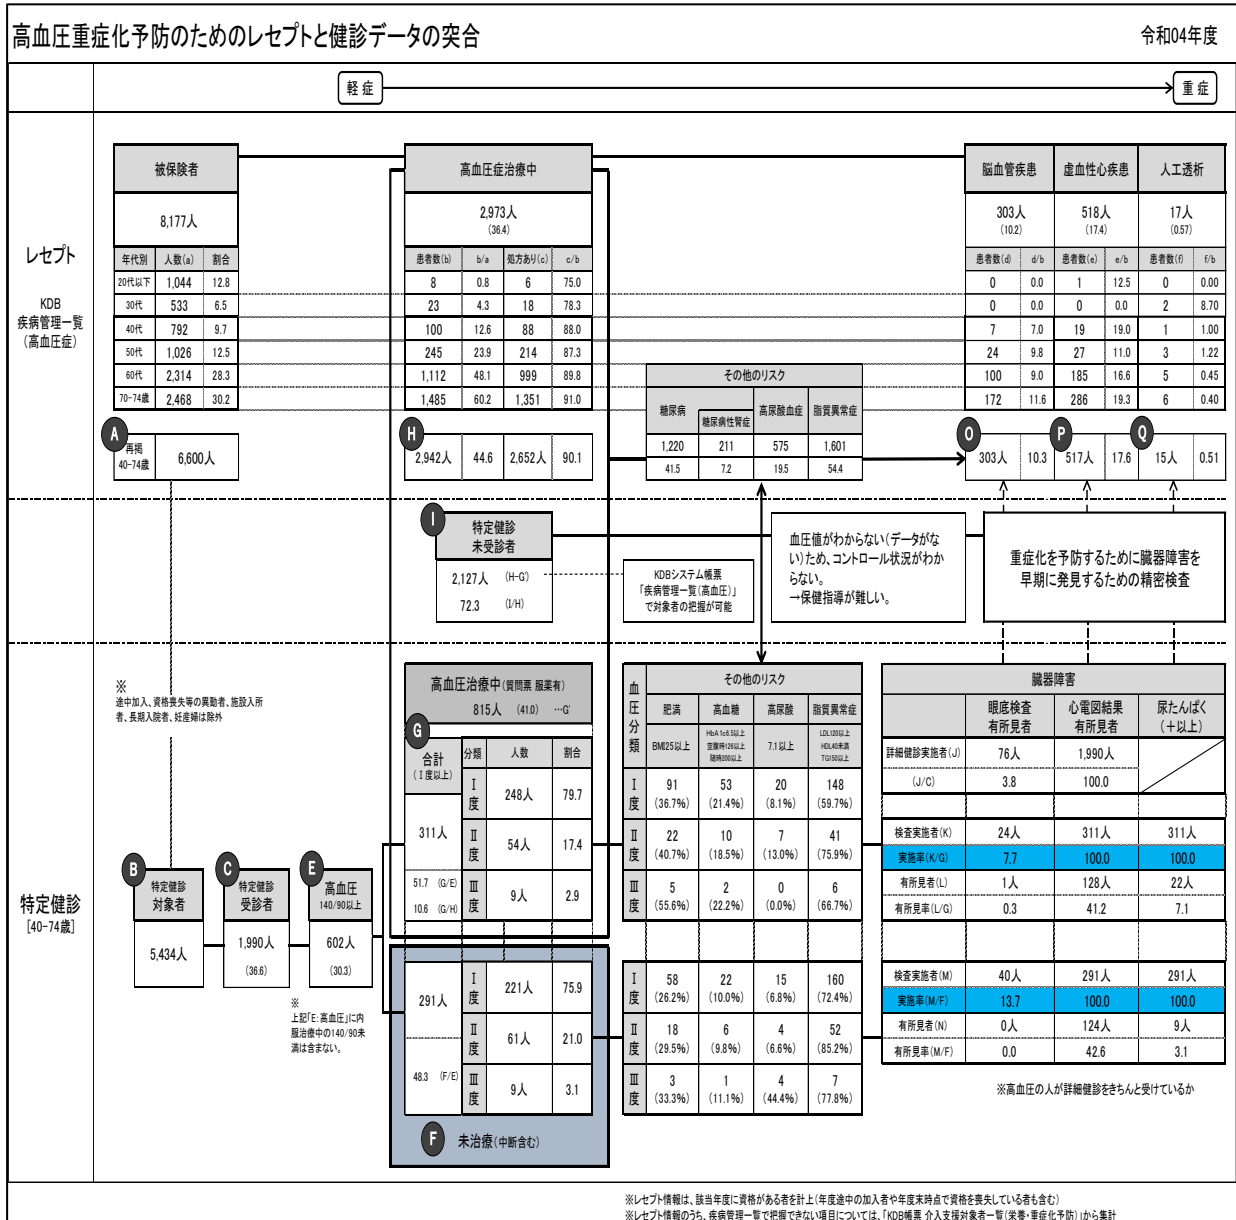 高血圧重症化予防のためのレセプトと健診データの突合
令和04年度
軽症
重症
レセプト
KDB
疾病管理一覧
（高血圧症）
被保険者
8,177人
年代別 人数(a) 割合
20代以下 1,044 12.8
30代 533 6.5
40代 792 9.7
50代 1,026 12.5
60代 2,314 28.3
70-74歳 2,468 30.2
A
再掲
40-74歳
6,600人
高血圧症治療中
2,973人
(36.4)
患者数(b) b/a 処方あり(c) c/b
8 0.8 6 75.0
23 4.3 18 78.3
100 12.6 88 88.0
245 23.9 214 87.3
1,112 48.1 999 89.8
1,485 60.2 1,351 91.0
H
2,942人 44.6 2,652人 90.1
その他のリスク
糖尿病 糖尿病性腎症 高尿酸血症 脂質異常症
1,220 211 575 1,601
41.5 7.2 19.5 54.4
脳血管疾患 虚血性心疾患 人工透析
303人 518人 17人
(10.2) (17.4) (0.57)
患者数(d) d/b 患者数(e) e/b 患者数(f) f/b
0 0.0 1 12.5 0 0.00
0 0.0 0 0.0 2 8.70
7 7.0 19 19.0 1 1.00
24 9.8 27 11.0 3 1.22
100 9.0 185 16.6 5 0.45
172 11.6 286 19.3 6 0.40
O P Q
303人 10.3 517人 17.6 15人 0.51
I
特定健診
未受診者
2,127人 (H-G')
72.3 (I/H)
KDBシステム帳票
「疾病管理一覧(高血圧)」
で対象者の把握が可能
血圧値がわからない(データがな
い)ため、コントロール状況がわか
らない。
→保健指導が難しい。
重症化を予防するために臓器障害を
早期に発見するための精密検査
※
途中加入、資格喪失等の異動者、施設入所
者、長期入院者、妊産婦は除外
特定健診
[40-74歳]
B
特定健診
対象者
5,434人
C
特定健診
受診者
1,990人
(36.6)
E
高血圧
140/90以上
602人
(30.3)
※
上記「E:高血圧」に内
服治療中の140/90未
満は含まない。
高血圧治療中(質問票 服薬有)
815人 (41.0) …G'
G
合計
(Ⅰ度以上)
分類 人数 割合
311人
51.7 (G/E)
10.6 (G/H)
Ⅰ度 248人 79.7
Ⅱ度 54人 17.4
Ⅲ度 9人 2.9
291人
48.3 (F/E)
Ⅰ度 221人 75.9
Ⅱ度 61人 21.0
Ⅲ度 9人 3.1
F 未治療(中断含む)
血圧分類
その他のリスク
肥満 高血糖 高尿酸 脂質異常症
BMI25以上
HbA1c6.5以上
空腹時126以上
随時200以上
7.1以上
LDL120以上
HDL40未満
TG150以上
Ⅰ度 91 53 20 148
(36.7%) (21.4%) (8.1%) (59.7%)
Ⅱ度 22 10 7 41
(40.7%) (18.5%) (13.0%) (75.9%)
Ⅲ度 5 2 0 6
(55.6%) (22.2%) (0.0%) (66.7%)
Ⅰ度 58 22 15 160
(26.2%) (10.0%) (6.8%) (72.4%)
Ⅱ度 18 6 4 52
(29.5%) (9.8%) (6.6%) (85.2%)
Ⅲ度 3 1 4 7
(33.3%) (11.1%) (44.4%) (77.8%)
臓器障害
眼底検査
有所見者
心電図結果
有所見者
尿たんぱく
(＋以上)
詳細健診実施者(J) 76人 1,990人
(J/C) 3.8 100.0
検査実施者(K) 24人 311人 311人
実施率(K/G) 7.7 100.0 100.0
有所見者(L) 1人 128人 22人
有所見率(L/G) 0.3 41.2 7.1
検査実施者(M) 40人 291人 291人
実施率(M/F) 13.7 100.0 100.0
有所見者(N) 0人 124人 9人
有所見率(M/F) 0.0 42.6 3.1
※高血圧の人が詳細健診をきちんと受けているか
※レセプト情報は、該当年度に資格がある者を計上(年度途中の加入者や年度末時点で資格を喪失している者も含む)
※レセプト情報のうち、疾病管理一覧で把握できない項目については、「KDB帳票 介入支援対象者一覧(栄養・重症化予防)」から集計